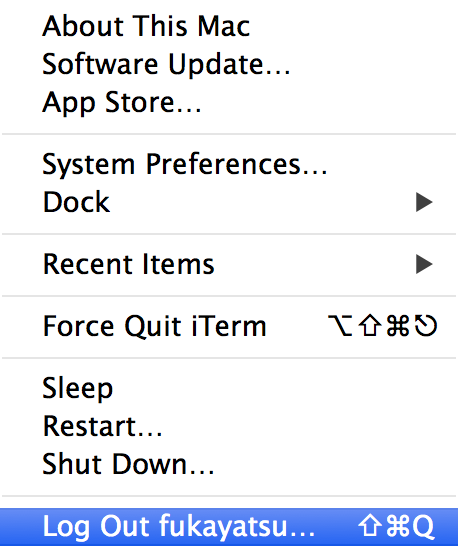 About This Mac
Software Update...
App Store...
System Preferences...
Dock ▶
Recent Items ▶
Force Quit iTerm ⌥⇧⌘⎋
Sleep
Restart...
Shut Down...
Log Out fukayatsu... ⇧⌘Q